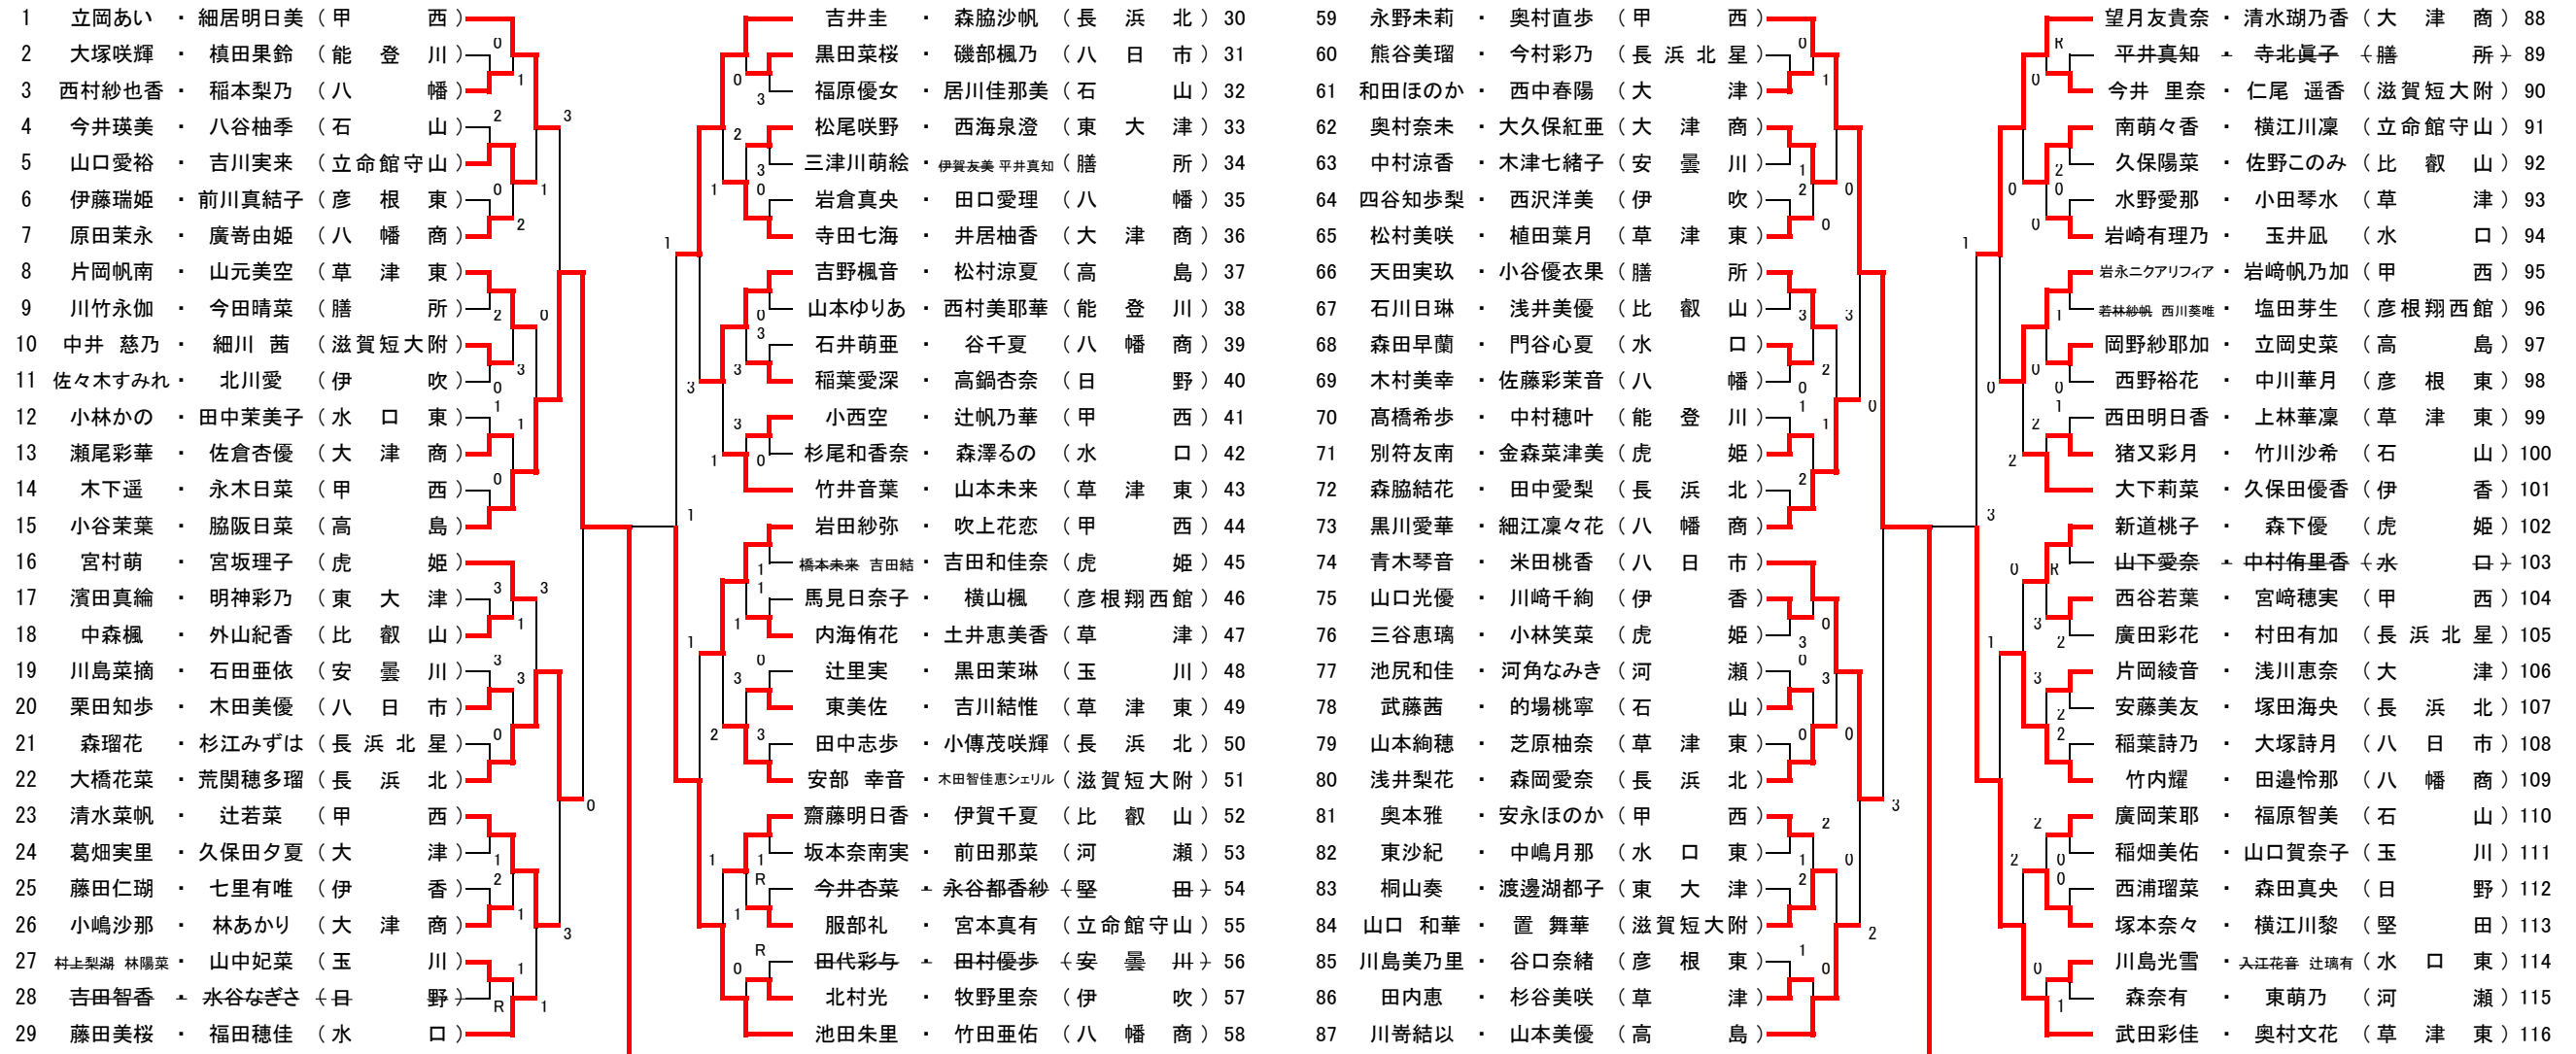 1 立岡あい ・ 細居明日美 （甲西）
2 大塚咲輝 ・ 槙田果鈴 （能登川）
3 西村紗也香 ・ 稲本梨乃 （八幡）
4 今井瑛美 ・ 八谷柚季 （石山）
5 山口愛裕 ・ 吉川実来 （立命館守山）
6 伊藤瑞姫 ・ 前川真結子 （彦根東）
7 原田茉永 ・ 廣嵜由姫 （八幡商）
8 片岡帆南 ・ 山元美空 （草津東）
9 川竹永伽 ・ 今田晴菜 （膳所）
10 中井 慈乃 ・ 細川 茜 （滋賀短大附）
11 佐々木すみれ ・ 北川愛 （伊吹）
12 小林かの ・ 田中茉美子 （水口東）
13 瀬尾彩華 ・ 佐倉杏優 （大津商）
14 木下遥 ・ 永木日菜 （甲西）
15 小谷茉葉 ・ 脇阪日菜 （高島）
16 宮村萌 ・ 宮坂理子 （虎姫）
17 濱田真綸 ・ 明神彩乃 （東大津）
18 中森楓 ・ 外山紀香 （比叡山）
19 川島菜摘 ・ 石田亜依 （安曇川）
20 栗田知歩 ・ 木田美優 （八日市）
21 森瑠花 ・ 杉江みずは （長浜北星）
22 大橋花菜 ・ 荒関穂多瑠 （長浜北）
23 清水菜帆 ・ 辻若菜 （甲西）
24 葛畑実里 ・ 久保田夕夏 （大津）
25 藤田仁瑚 ・ 七里有唯 （伊香）
26 小嶋沙那 ・ 林あかり （大津商）
27 村上梨湖 林陽菜 ・ 山中妃菜 （玉川）
28 吉田智香 ・ 水谷なぎさ （日野）
29 藤田美桜 ・ 福田穂佳 （水口）
吉井圭 ・ 森脇沙帆 （長浜北） 30
黒田菜桜 ・ 磯部楓乃 （八日市） 31
福原優女 ・ 居川佳那美 （石山） 32
松尾咲野 ・ 西海泉澄 （東大津） 33
三津川萌絵 ・ 伊賀友美 平井真知 （膳所） 34
岩倉真央 ・ 田口愛理 （八幡） 35
寺田七海 ・ 井居柚香 （大津商） 36
吉野楓音 ・ 松村涼夏 （高島） 37
山本ゆりあ ・ 西村美耶華 （能登川） 38
石井萌亜 ・ 谷千夏 （八幡商） 39
稲葉愛深 ・ 高鍋杏奈 （日野） 40
小西空 ・ 辻帆乃華 （甲西） 41
杉尾和香奈 ・ 森澤るの （水口） 42
竹井音葉 ・ 山本未来 （草津東） 43
岩田紗弥 ・ 吹上花恋 （甲西） 44
橋本未来 吉田結 ・ 吉田和佳奈 （虎姫） 45
馬見日奈子 ・ 横山楓 （彦根翔西館） 46
内海侑花 ・ 土井恵美香 （草津） 47
辻里実 ・ 黒田茉琳 （玉川） 48
東美佐 ・ 吉川結惟 （草津東） 49
田中志歩 ・ 小傳茂咲輝 （長浜北） 50
安部 幸音 ・ 木田智佳恵シェリル （滋賀短大附） 51
齋藤明日香 ・ 伊賀千夏 （比叡山） 52
坂本奈南実 ・ 前田那菜 （河瀬） 53
今井杏菜 ・ 永谷都香紗 （堅田） 54
服部礼 ・ 宮本真有 （立命館守山） 55
田代彩与 ・ 田村優歩 （安曇川） 56
北村光 ・ 牧野里奈 （伊吹） 57
池田朱里 ・ 竹田亜佑 （八幡商） 58
59 永野未莉 ・ 奥村直歩 （甲西）
60 熊谷美瑠 ・ 今村彩乃 （長浜北星）
61 和田ほのか ・ 西中春陽 （大津）
62 奥村奈未 ・ 大久保紅亜 （大津商）
63 中村涼香 ・ 木津七緒子 （安曇川）
64 四谷知歩梨 ・ 西沢洋美 （伊吹）
65 松村美咲 ・ 植田葉月 （草津東）
66 天田実玖 ・ 小谷優衣果 （膳所）
67 石川日琳 ・ 浅井美優 （比叡山）
68 森田早蘭 ・ 門谷心夏 （水口）
69 木村美幸 ・ 佐藤彩茉音 （八幡）
70 髙橋希歩 ・ 中村穂叶 （能登川）
71 別符友南 ・ 金森菜津美 （虎姫）
72 森脇結花 ・ 田中愛梨 （長浜北）
73 黒川愛華 ・ 細江凜々花 （八幡商）
74 青木琴音 ・ 米田桃香 （八日市）
75 山口光優 ・ 川﨑千絢 （伊香）
76 三谷恵璃 ・ 小林笑菜 （虎姫）
77 池尻和佳 ・ 河角なみき （河瀬）
78 武藤茜 ・ 的場桃寧 （石山）
79 山本絢穂 ・ 芝原柚奈 （草津東）
80 浅井梨花 ・ 森岡愛奈 （長浜北）
81 奥本雅 ・ 安永ほのか （甲西）
82 東沙紀 ・ 中嶋月那 （水口東）
83 桐山奏 ・ 渡邊湖都子 （東大津）
84 山口 和華 ・ 置 舞華 （滋賀短大附）
85 川島美乃里 ・ 谷口奈緒 （彦根東）
86 田内恵 ・ 杉谷美咲 （草津）
87 川嵜結以 ・ 山本美優 （高島）
望月友貴奈 ・ 清水瑚乃香 （大津商） 88
平井真知 ・ 寺北眞子 （膳所） 89
今井 里奈 ・ 仁尾 遥香 （滋賀短大附） 90
南萌々香 ・ 横江川凜 （立命館守山） 91
久保陽菜 ・ 佐野このみ （比叡山） 92
水野愛那 ・ 小田琴水 （草津） 93
岩崎有理乃 ・ 玉井凪 （水口） 94
岩永ニクアリフィア ・ 岩﨑帆乃加 （甲西） 95
若林紗帆 西川葵唯 ・ 塩田芽生 （彦根翔西館） 96
岡野紗耶加 ・ 立岡史菜 （高島） 97
西野裕花 ・ 中川華月 （彦根東） 98
西田明日香 ・ 上林華凜 （草津東） 99
猪又彩月 ・ 竹川沙希 （石山） 100
大下莉菜 ・ 久保田優香 （伊香） 101
新道桃子 ・ 森下優 （虎姫） 102
山下愛奈 ・ 中村侑里香 （水口） 103
西谷若葉 ・ 宮﨑穂実 （甲西） 104
廣田彩花 ・ 村田有加 （長浜北星） 105
片岡綾音 ・ 浅川恵奈 （大津） 106
安藤美友 ・ 塚田海央 （長浜北） 107
稲葉詩乃 ・ 大塚詩月 （八日市） 108
竹内耀 ・ 田邉怜那 （八幡商） 109
廣岡茉耶 ・ 福原智美 （石山） 110
稲畑美佑 ・ 山口賀奈子 （玉川） 111
西浦瑠菜 ・ 森田真央 （日野） 112
塚本奈々 ・ 横江川黎 （堅田） 113
川島光雪 ・ 入江花音 辻璃有 （水口東） 114
森奈有 ・ 東萌乃 （河瀬） 115
武田彩佳 ・ 奥村文花 （草津東） 116